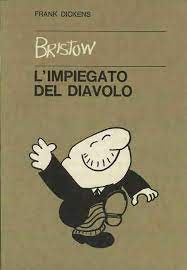 FRANK DICKENS
BRISTOW
L'IMPIEGATO
DEL DIAVOLO